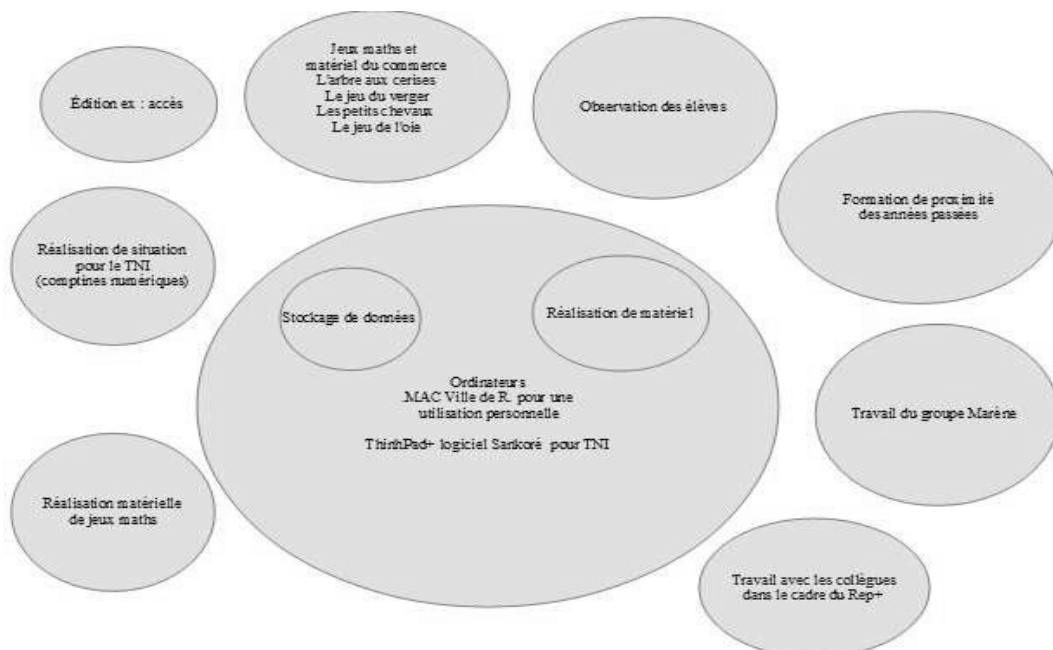 Jeux maths et
matériel du commerce
L'arbre aux cerises
Le jeu du verger
Les petits chevaux
Le jeu de l'oie
Édition ex : accès
Observation des élèves
Formation de proximité
des années passées
Réalisation de situation
pour le TNI
(comptines numériques)
Stockage de données
Réalisation de matériel
Ordinateurs
.MAC Ville de R. pour une
utilisation personnelle
ThinhPad+ logiciel Sankoré pour TNI
Travail du groupe Marène
Réalisation matérielle
de jeux maths
Travail avec les collègues
dans le cadre du Rep+